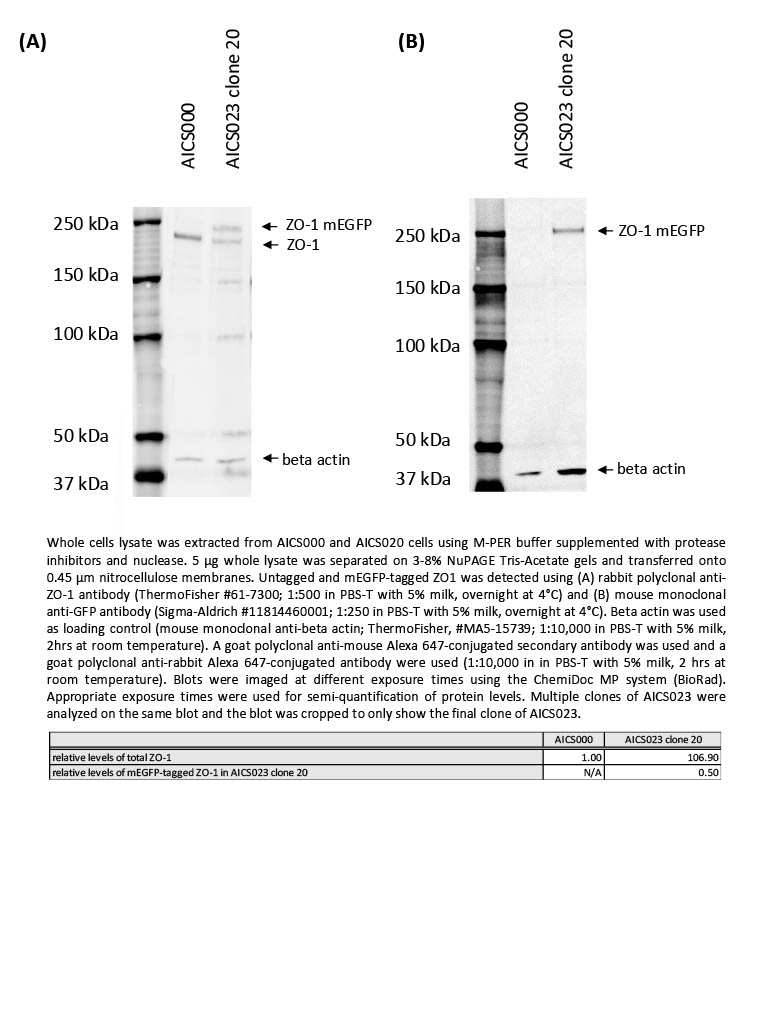 (A)
AICS000
AICS023 clone 20
250 kDa
150 kDa
100 kDa
50 kDa
37 kDa
ZO-1 mEGFP
ZO-1
beta actin
(B)
AICS000
AICS023 clone 20
250 kDa
150 kDa
100 kDa
50 kDa
37 kDa
ZO-1 mEGFP
beta actin
Whole cells lysate was extracted from AICS000 and AICS020 cells using M-PER buffer supplemented with protease
inhibitors and nuclease. 5 µg whole lysate was separated on 3-8% NuPAGE Tris-Acetate gels and transferred onto
0.45 µm nitrocellulose membranes. Untagged and mEGFP-tagged ZO1 was detected using (A) rabbit polyclonal anti-
ZO-1 antibody (ThermoFisher #61-7300; 1:500 in PBS-T with 5% milk, overnight at 4°C) and (B) mouse monoclonal
anti-GFP antibody (Sigma-Aldrich #11814460001; 1:250 in PBS-T with 5% milk, overnight at 4°C). Beta actin was used
as loading control (mouse monoclonal anti-beta actin; ThermoFisher, #MA5-15739; 1:10,000 in PBS-T with 5% milk,
2hrs at room temperature). A goat polyclonal anti-mouse Alexa 647-conjugated secondary antibody was used and a
goat polyclonal anti-rabbit Alexa 647-conjugated antibody were used (1:10,000 in in PBS-T with 5% milk, 2 hrs at
room temperature). Blots were imaged at different exposure times using the ChemiDoc MP system (BioRad).
Appropriate exposure times were used for semi-quantification of protein levels. Multiple clones of AICS023 were
analyzed on the same blot and the blot was cropped to only show the final clone of AICS023.
AICS000 AICS023 clone 20
relative levels of total ZO-1 1.00 106.90
relative levels of mEGFP-tagged ZO-1 in AICS023 clone 20 N/A 0.50